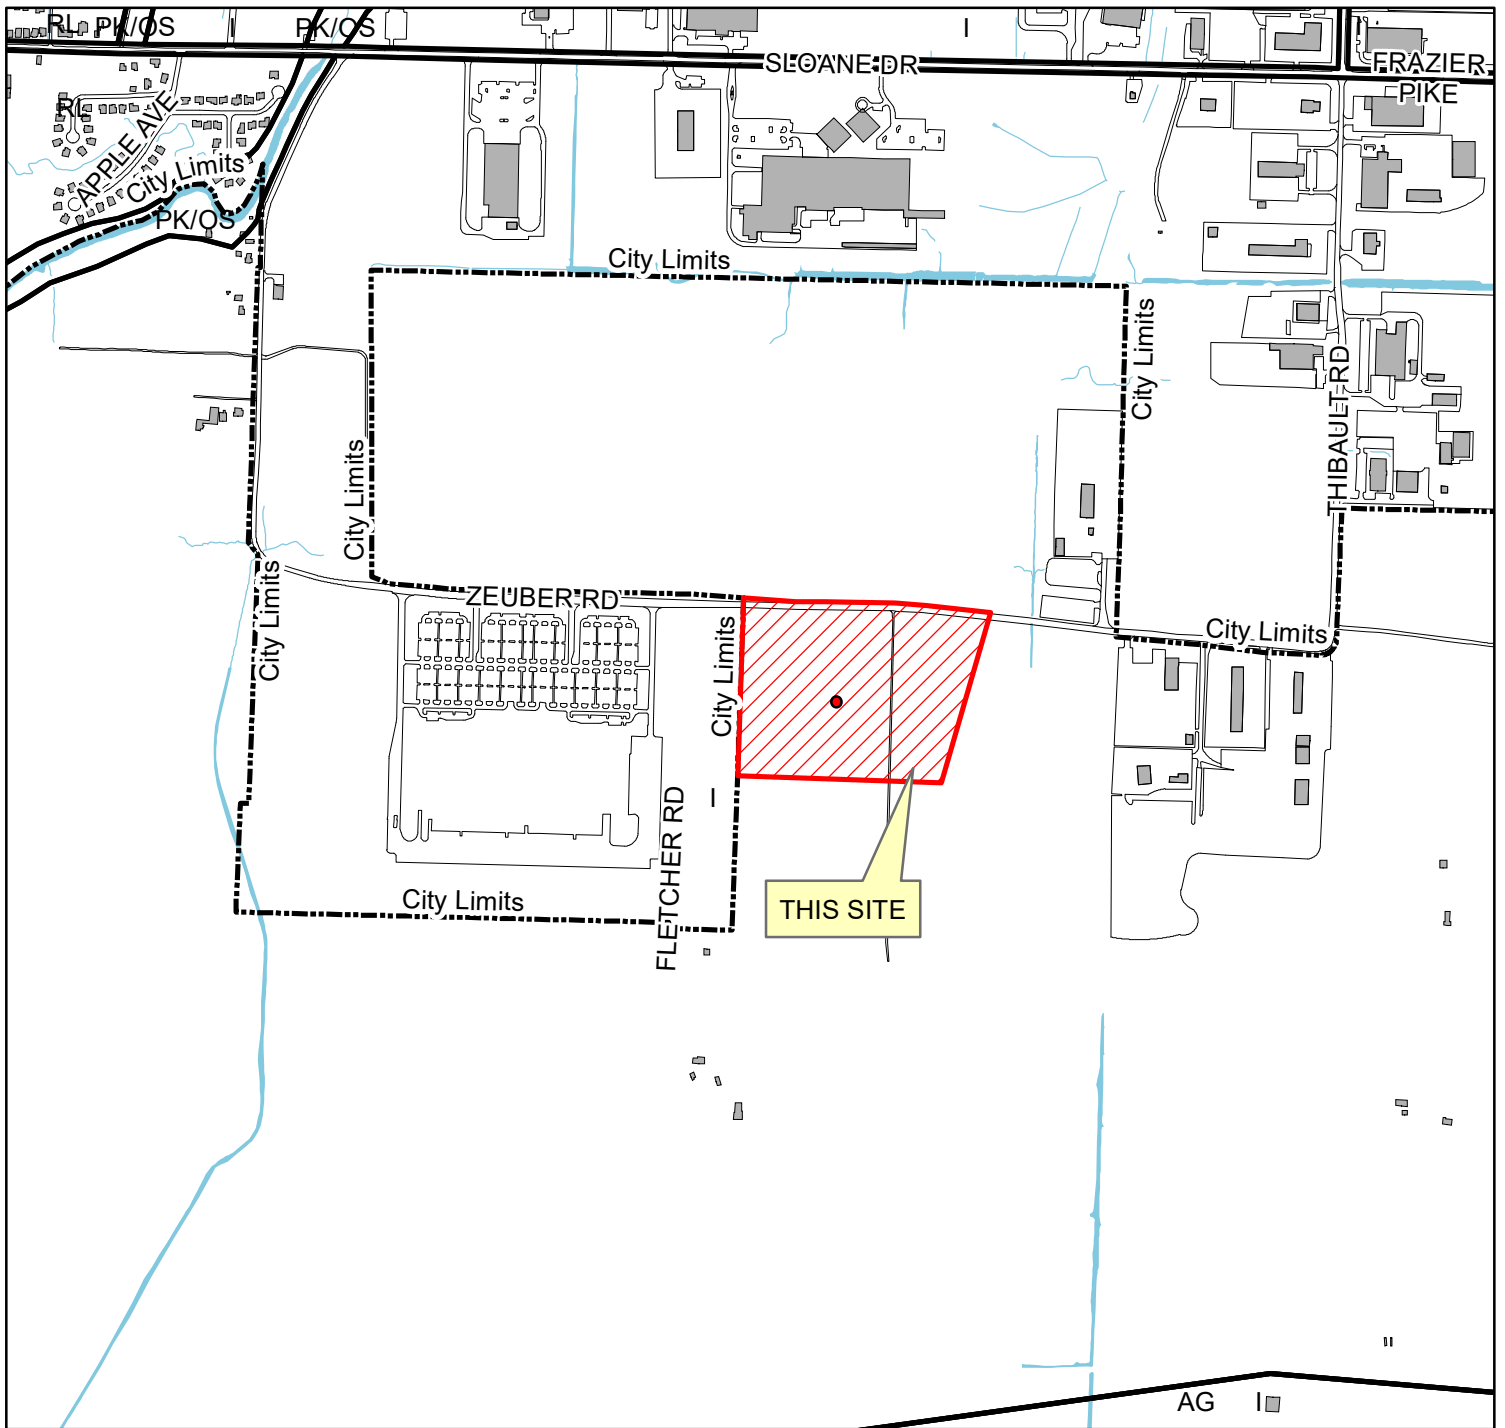 RL PK/OS I PK/OS I I
SLOANE DR
FRAZIER
PIKE
RL
APPLE AVE
City Limits
PK/OS
City Limits
City Limits
THIBAULT RD
City Limits
City Limits
ZEUBER RD
City Limits
City Limits
I
FLETCHER RD
THIS SITE
City Limits
AG I